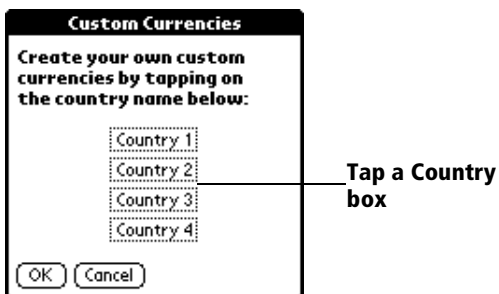 Custom Currencies
Create your own custom
currencies by tapping on
the country name below:
Country 1
Country 2
Country 3
Country 4
Tap a Country
box
OK Cancel